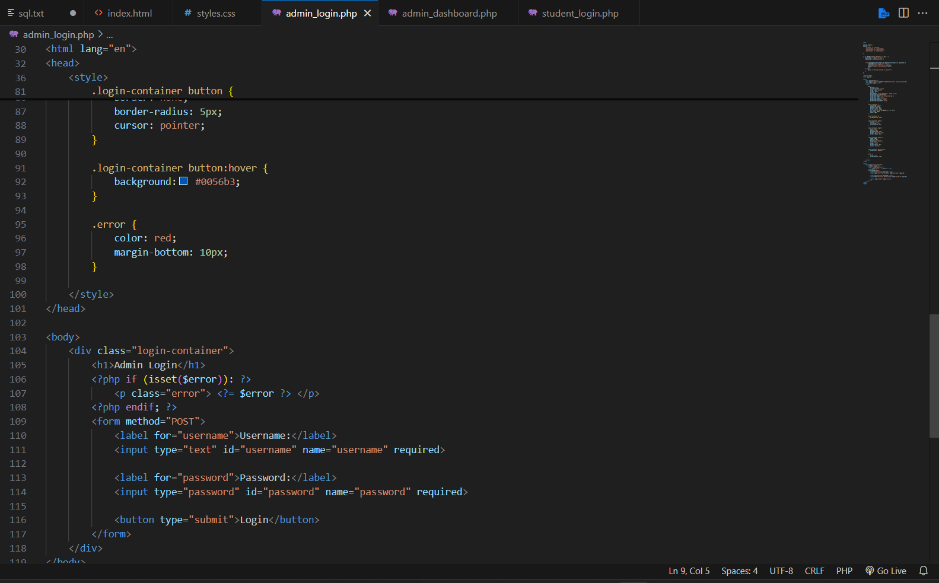 sql.txt
index.html
styles.css
admin_login.php
admin_dashboard.php
student_login.php
admin_login.php > ...
30 <html lang="en">
32 <head>
36 <style>
81 .login-container button {
87 border-radius: 5px;
88 cursor: pointer;
89 }
90
91 .login-container button:hover {
92 background: #0056b3;
93 }
94
95 .error {
96 color: red;
97 margin-bottom: 10px;
98 }
99
100 </style>
101 </head>
102
103 <body>
104 <div class="login-container">
105 <h1>Admin Login</h1>
106 <?php if (isset($error)): ?>
107 <p class="error"> <?= $error ?> </p>
108 <?php endif; ?>
109 <form method="POST">
110 <label for="username">Username:</label>
111 <input type="text" id="username" name="username" required>
112
113 <label for="password">Password:</label>
114 <input type="password" id="password" name="password" required>
115
116 <button type="submit">Login</button>
117 </form>
118 </div>
119 </body>
Ln 9, Col 5 Spaces: 4 UTF-8 CRLF PHP Go Live